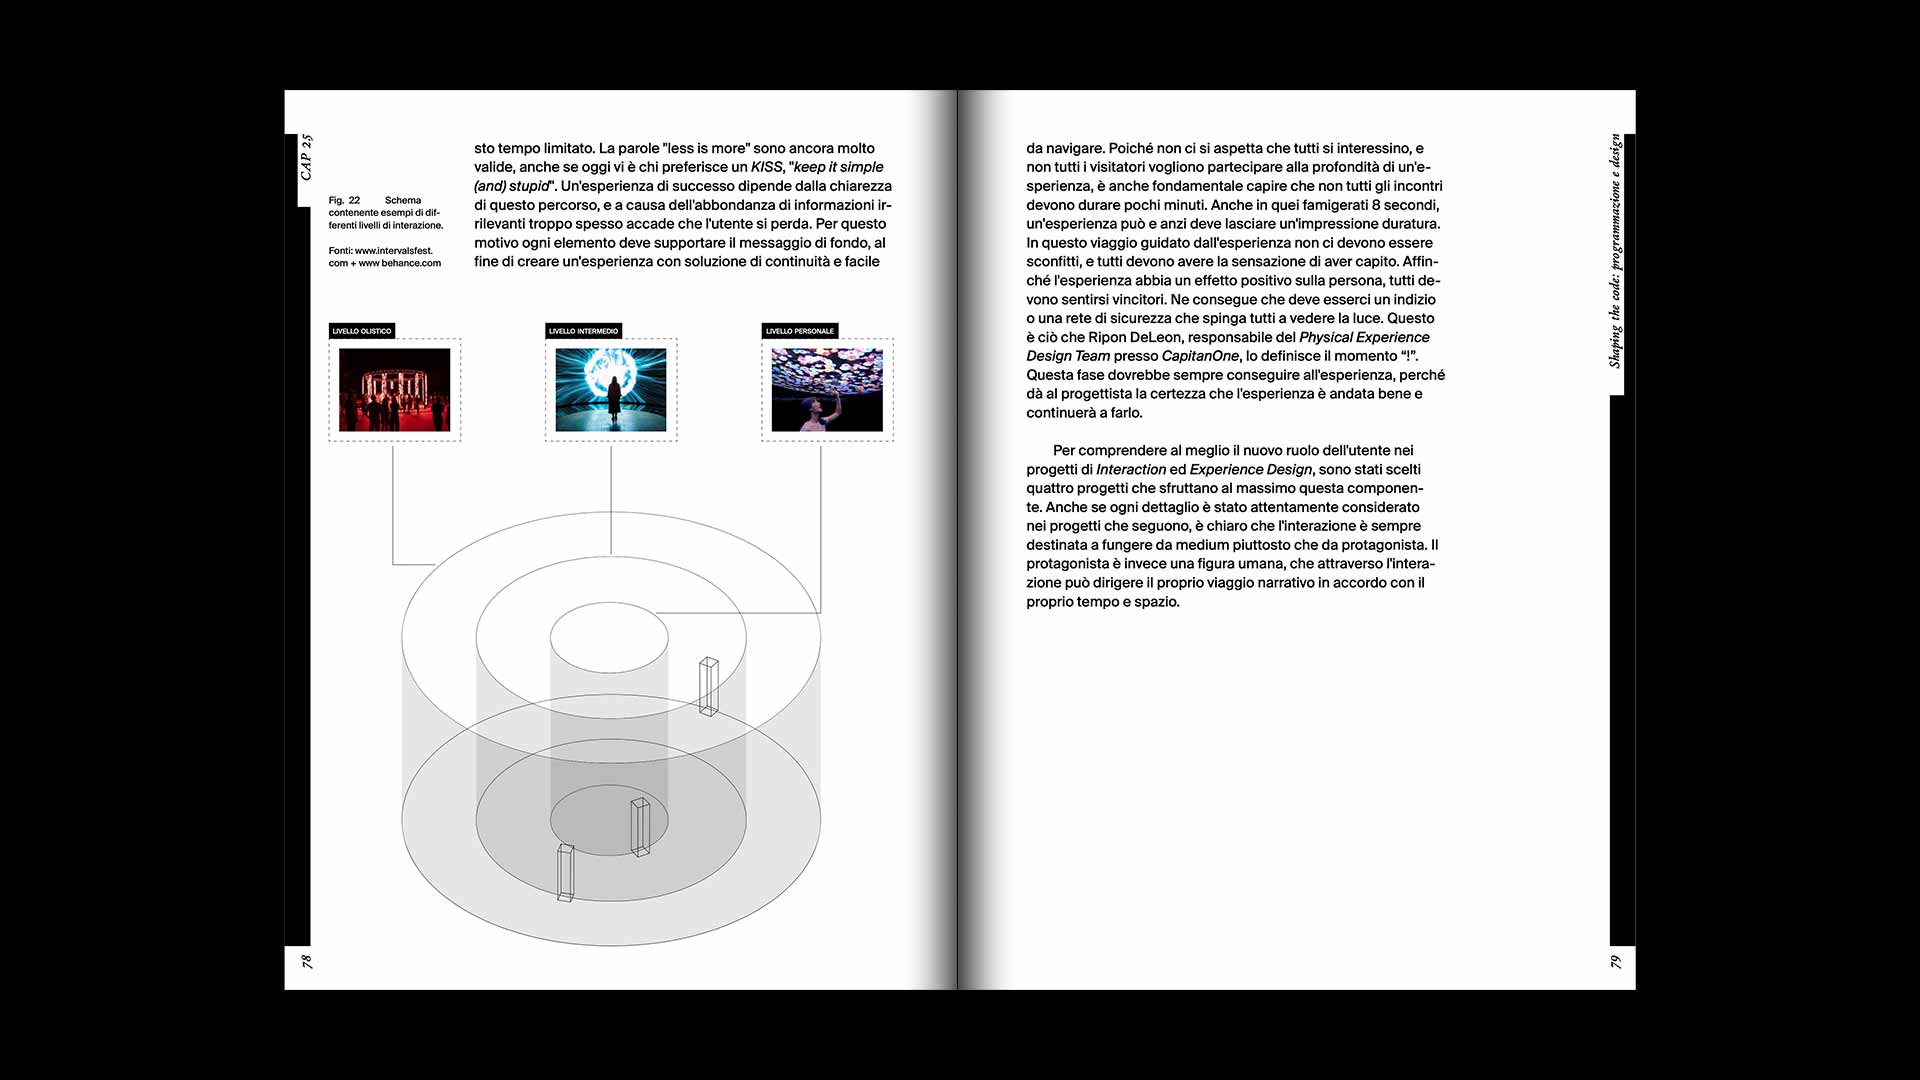 CAP 25
Fig. 22 Schema
contenente esempi di dif-
ferenti livelli di interazione.
Fonti: www.intervalsfest.
com + www behance.com
sto tempo limitato. La parole "less is more" sono ancora molto
valide, anche se oggi vi è chi preferisce un KISS, "keep it simple
(and) stupid". Un'esperienza di successo dipende dalla chiarezza
di questo percorso, e a causa dell'abbondanza di informazioni ir-
rilevanti troppo spesso accade che l'utente si perda. Per questo
motivo ogni elemento deve supportare il messaggio di fondo, al
fine di creare un'esperienza con soluzione di continuità e facile
LIVELLO OLISTICO
LIVELLO INTERMEDIO
LIVELLO PERSONALE
78
da navigare. Poiché non ci si aspetta che tutti si interessino, e
non tutti i visitatori vogliono partecipare alla profondità di un'e-
sperienza, è anche fondamentale capire che non tutti gli incontri
devono durare pochi minuti. Anche in quei famigerati 8 secondi,
un'esperienza può e anzi deve lasciare un'impressione duratura.
In questo viaggio guidato dall'esperienza non ci devono essere
sconfitti, e tutti devono avere la sensazione di aver capito. Affin-
ché l'esperienza abbia un effetto positivo sulla persona, tutti de-
vono sentirsi vincitori. Ne consegue che deve esserci un indizio
o una rete di sicurezza che spinga tutti a vedere la luce. Questo
è ciò che Ripon DeLeon, responsabile del Physical Experience
Design Team presso CapitanOne, lo definisce il momento “!”.
Questa fase dovrebbe sempre conseguire all'esperienza, perché
dà al progettista la certezza che l'esperienza è andata bene e
continuerà a farlo.
Per comprendere al meglio il nuovo ruolo dell'utente nei
progetti di Interaction ed Experience Design, sono stati scelti
quattro progetti che sfruttano al massimo questa componen-
te. Anche se ogni dettaglio è stato attentamente considerato
nei progetti che seguono, è chiaro che l'interazione è sempre
destinata a fungere da medium piuttosto che da protagonista. Il
protagonista è invece una figura umana, che attraverso l'intera-
zione può dirigere il proprio viaggio narrativo in accordo con il
proprio tempo e spazio.
Shaping the code: programmazione e design
79